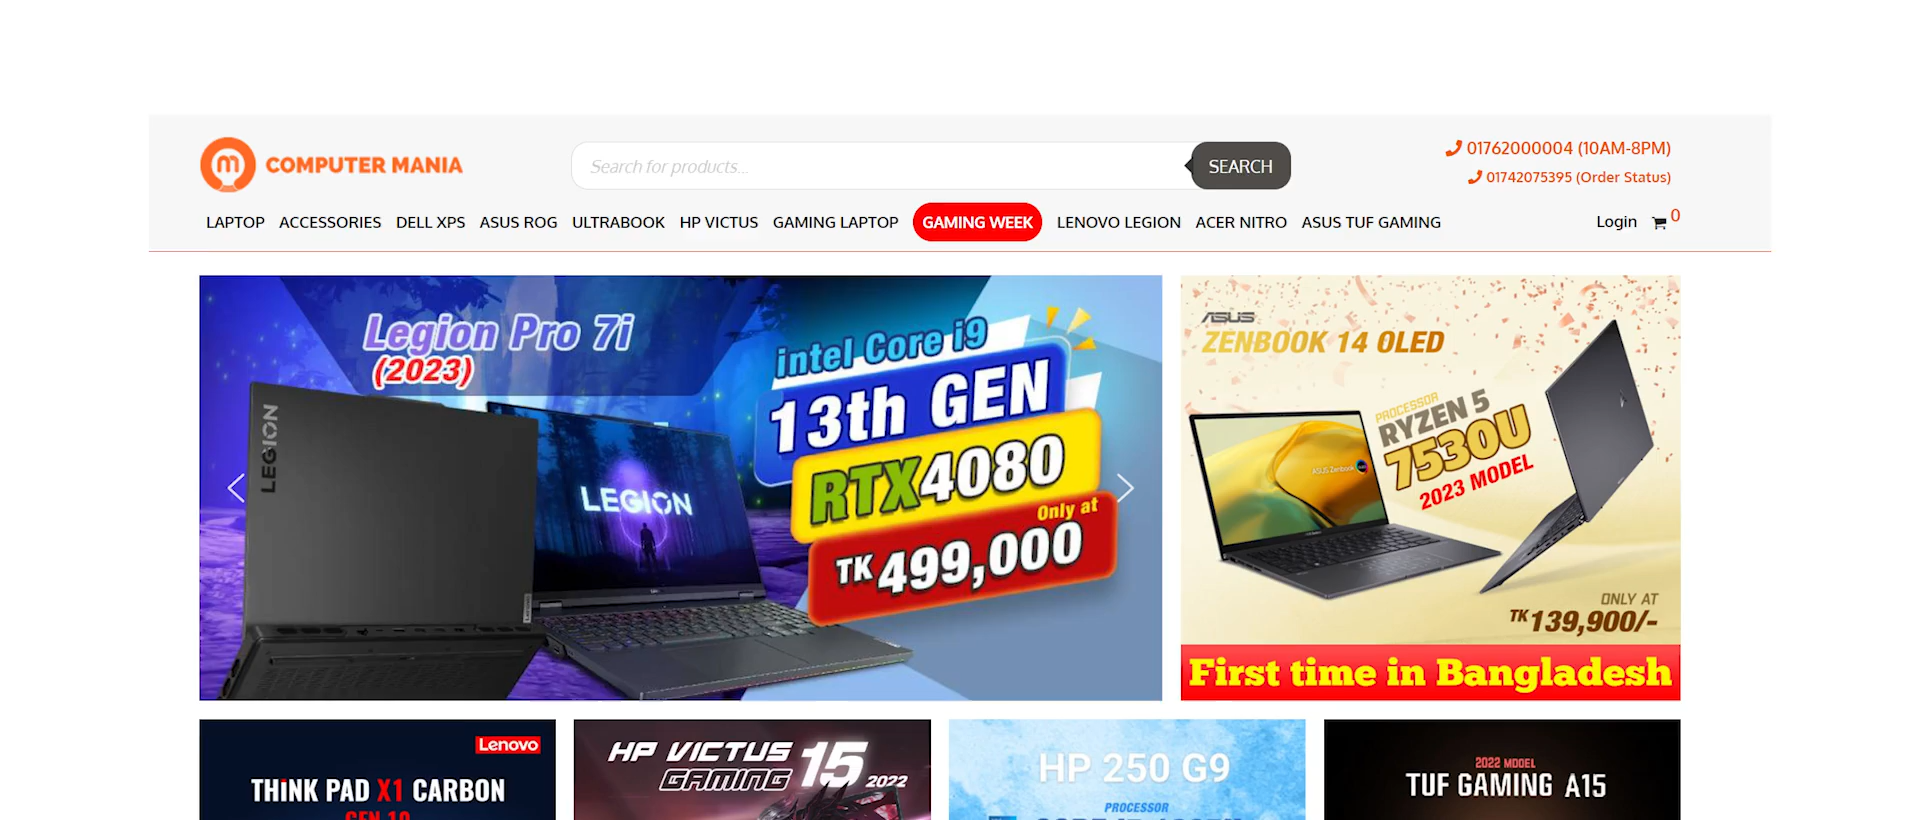 COMPUTER MANIA
Search for products...
SEARCH
01762000004 (10AM-8PM)
01742075395 (Order Status)
LAPTOP ACCESSORIES DELL XPS ASUS ROG ULTRABOOK HP VICTUS GAMING LAPTOP GAMING WEEK LENOVO LEGION ACER NITRO ASUS TUF GAMING
Login 0
Legion Pro 7i
(2023)
intel Core i9
13th GEN
RTX4080
Only at
TK 499,000
LEGION
LEGION
ASUS
ZENBOOK 14 OLED
PROCESSOR
RYZEN 5
7530U
2023 MODEL
ASUS Zenbook
ONLY AT
TK 139,900/-
First time in Bangladesh
Lenovo
THiNK PAD X1 CARBON
HP VICTUS 15
GAMING 2022
HP 250 G9
PROCESSOR
2022 MODEL
TUF GAMING A15